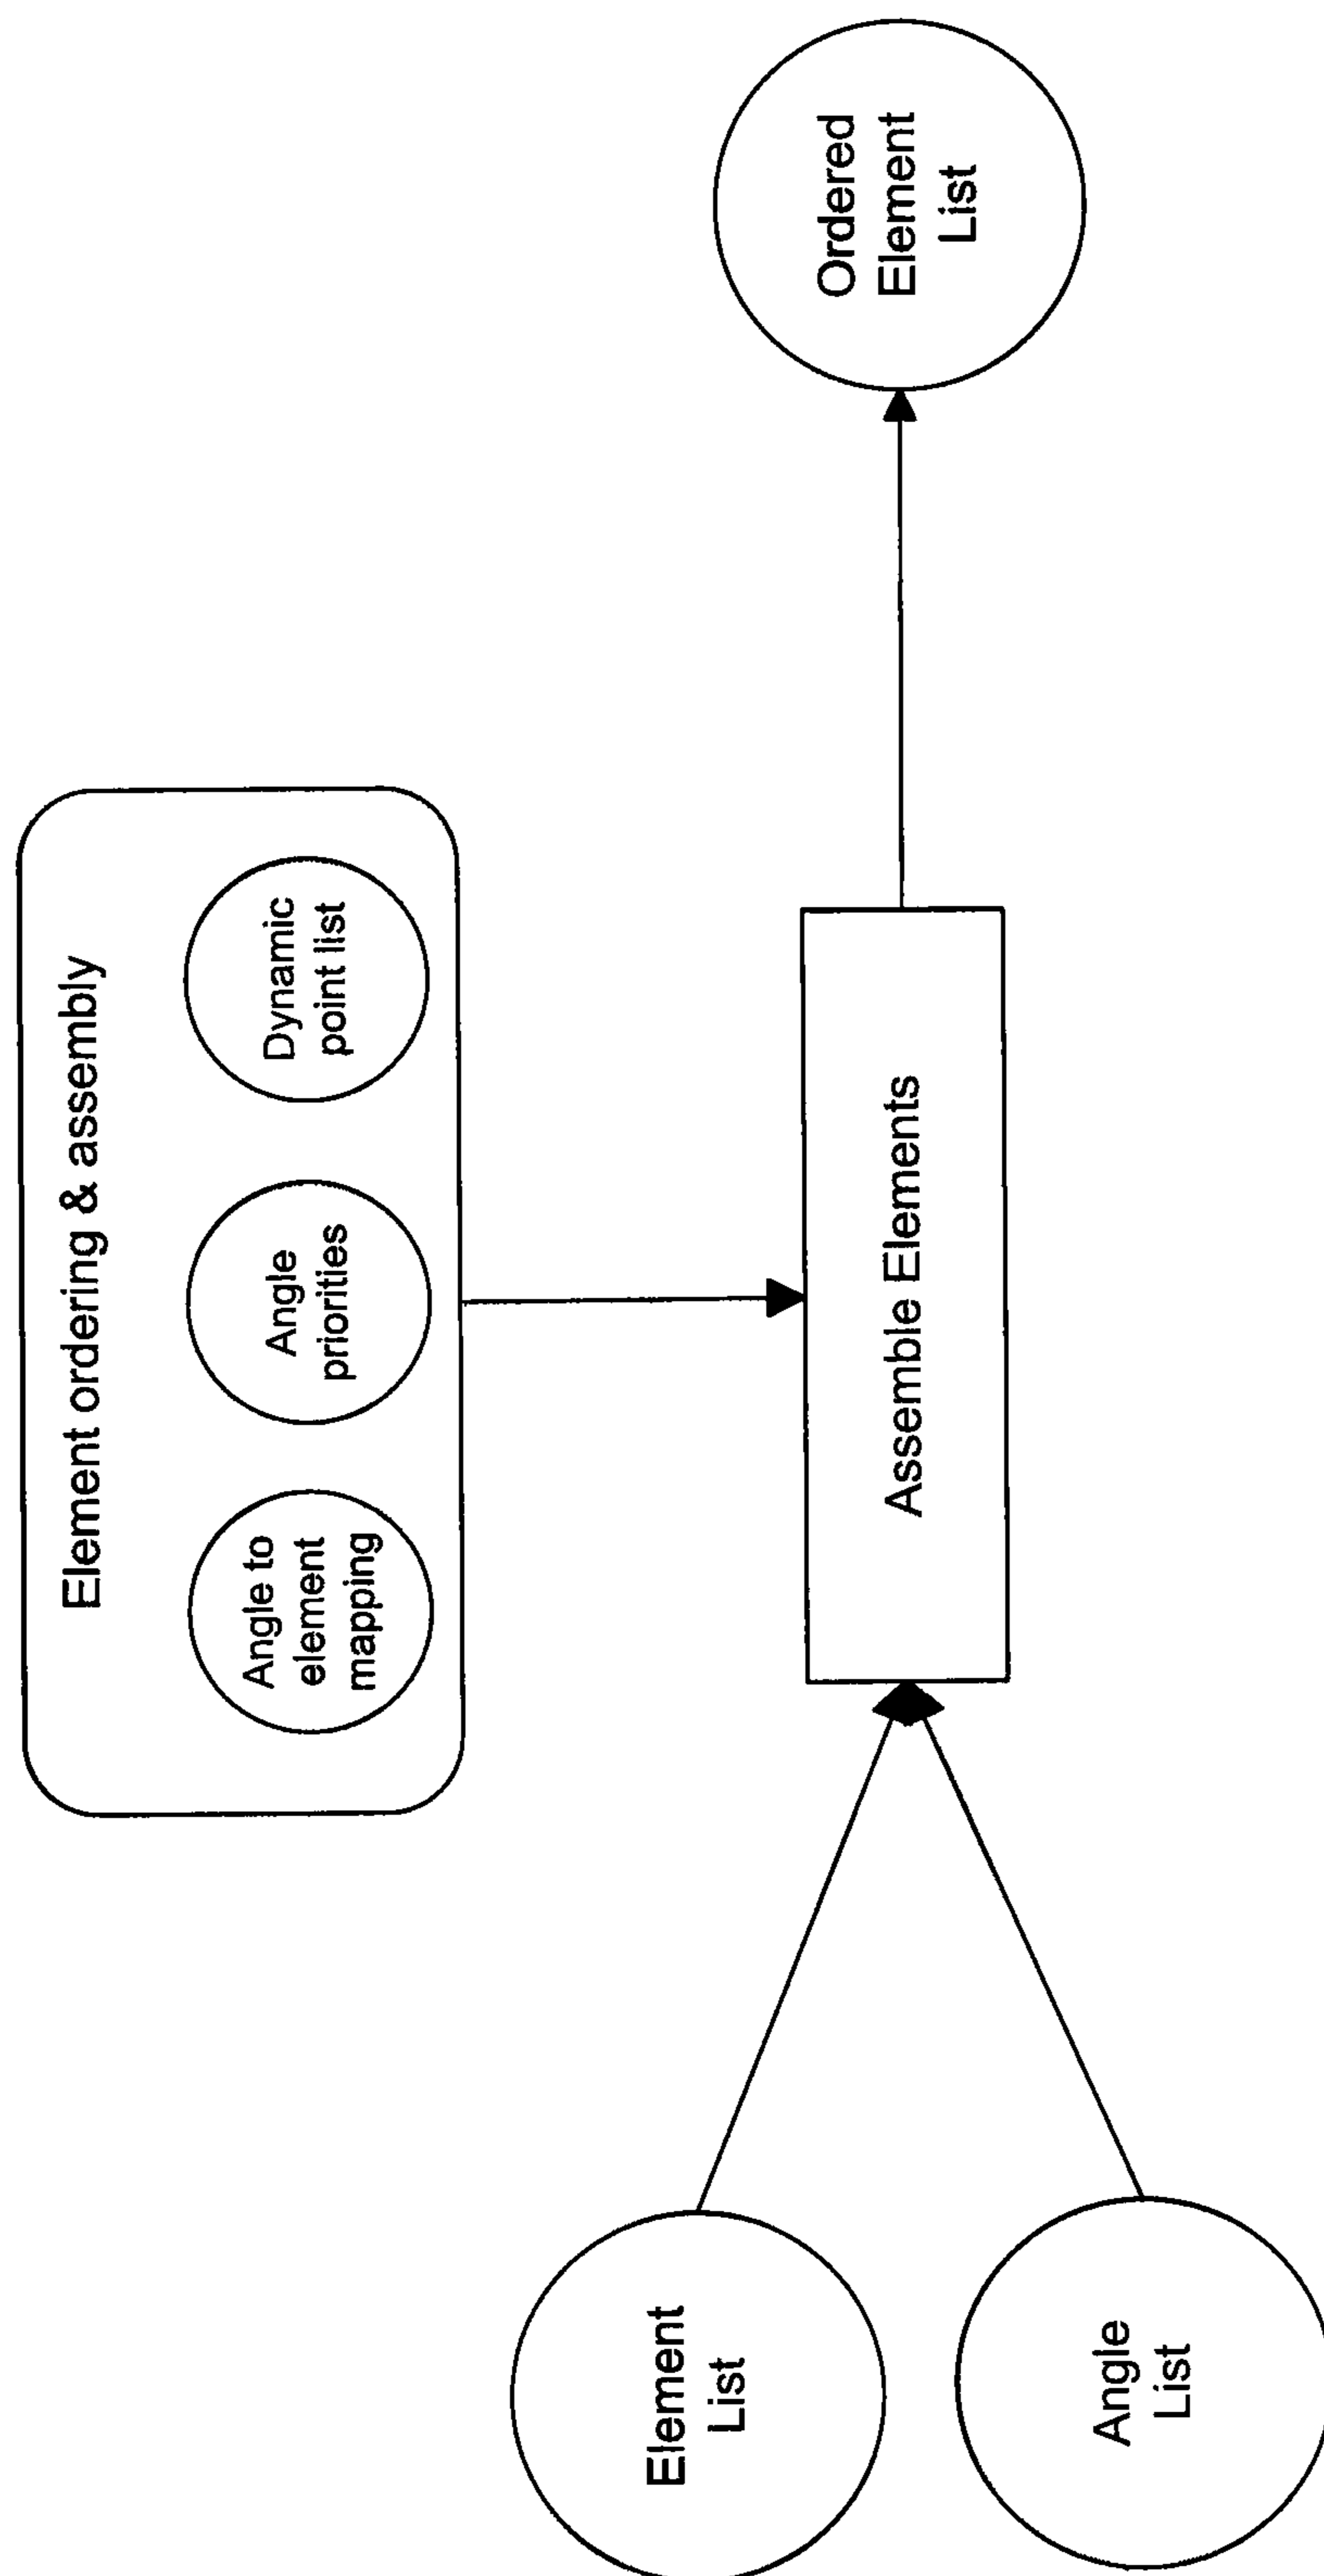 Element ordering & assembly
Angle to
element
mapping
Angle
priorities
Dynamic
point list
Element
List
Angle
List
Assemble Elements
Ordered
Element
List